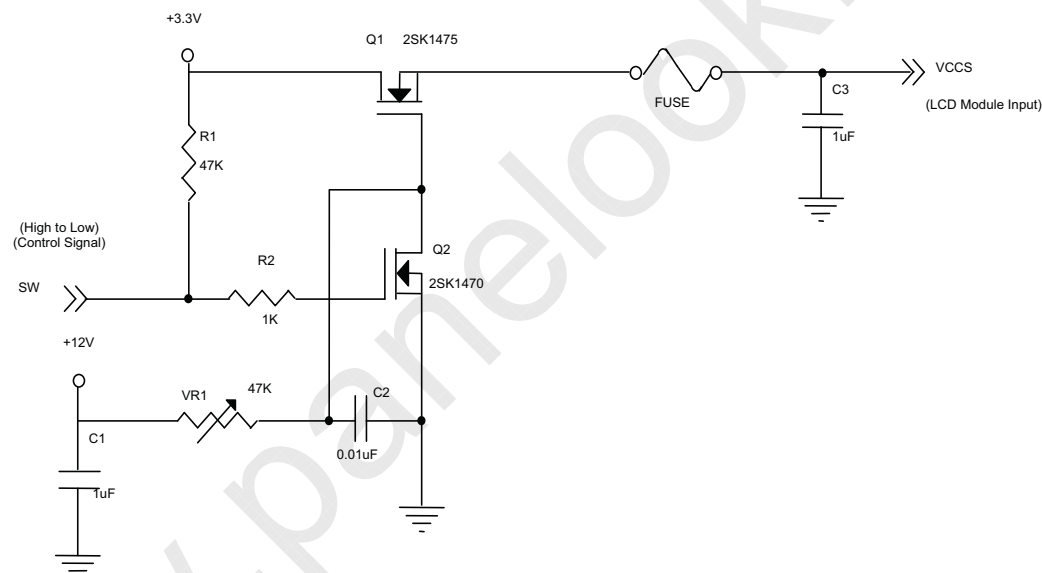 +3.3V
Q1 2SK1475
VCCS
FUSE
C3
(LCD Module Input)
R1
1uF
47K
(High to Low)
(Control Signal)
Q2
R2
SW
2SK1470
1K
+12V
VR1
47K
C2
C1
0.01uF
1uF
.panelook.